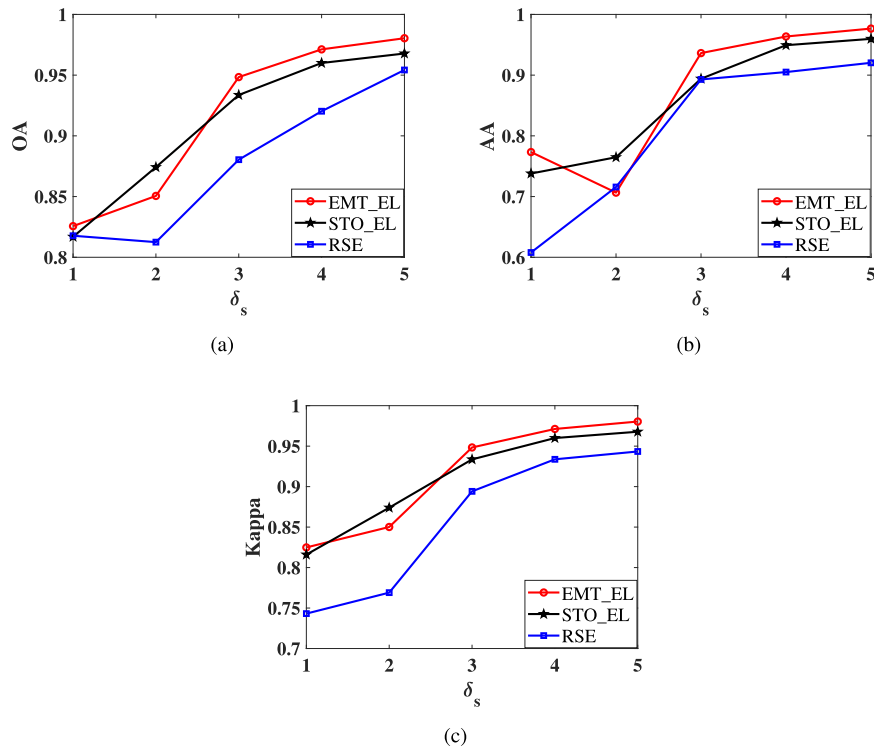 1
0.95
0.9
0.85
0.8
OA
EMT_EL
STO_EL
RSE
1 2 3 4 5
δs
(a)
1
0.9
0.8
0.7
0.6
AA
EMT_EL
STO_EL
RSE
1 2 3 4 5
δs
(b)
1
0.95
0.9
0.85
0.8
0.75
0.7
Kappa
EMT_EL
STO_EL
RSE
1 2 3 4 5
δs
(c)